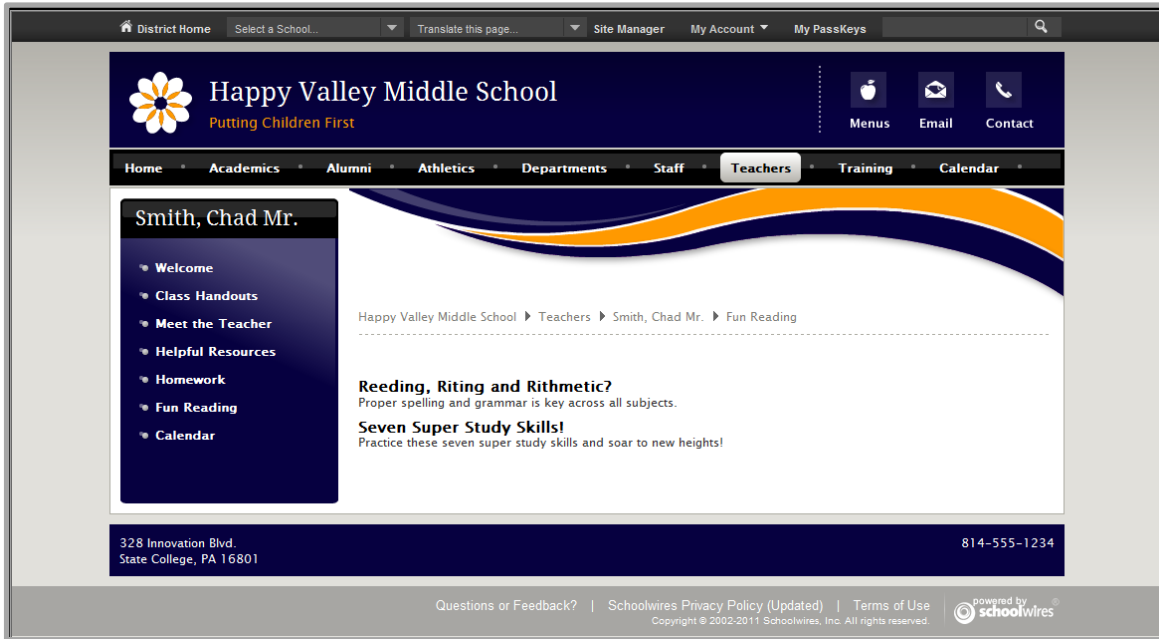 District Home Select a School... Translate this page... Site Manager My Account My PassKeys
Happy Valley Middle School
Putting Children First
Menus Email Contact
Home Academics Alumni Athletics Departments Staff Teachers Training Calendar
Smith, Chad Mr.
Welcome
Class Handouts
Meet the Teacher
Helpful Resources
Homework
Fun Reading
Calendar
Happy Valley Middle School Teachers Smith, Chad Mr. Fun Reading
Reeding, Riting and Rithmetic?
Proper spelling and grammar is key across all subjects.
Seven Super Study Skills!
Practice these seven super study skills and soar to new heights!
328 Innovation Blvd.
State College, PA 16801
814-555-1234
Questions or Feedback? | Schoolwires Privacy Policy (Updated) | Terms of Use
Copyright © 2002-2011 Schoolwires, Inc. All rights reserved.
powered by
schoolwires®